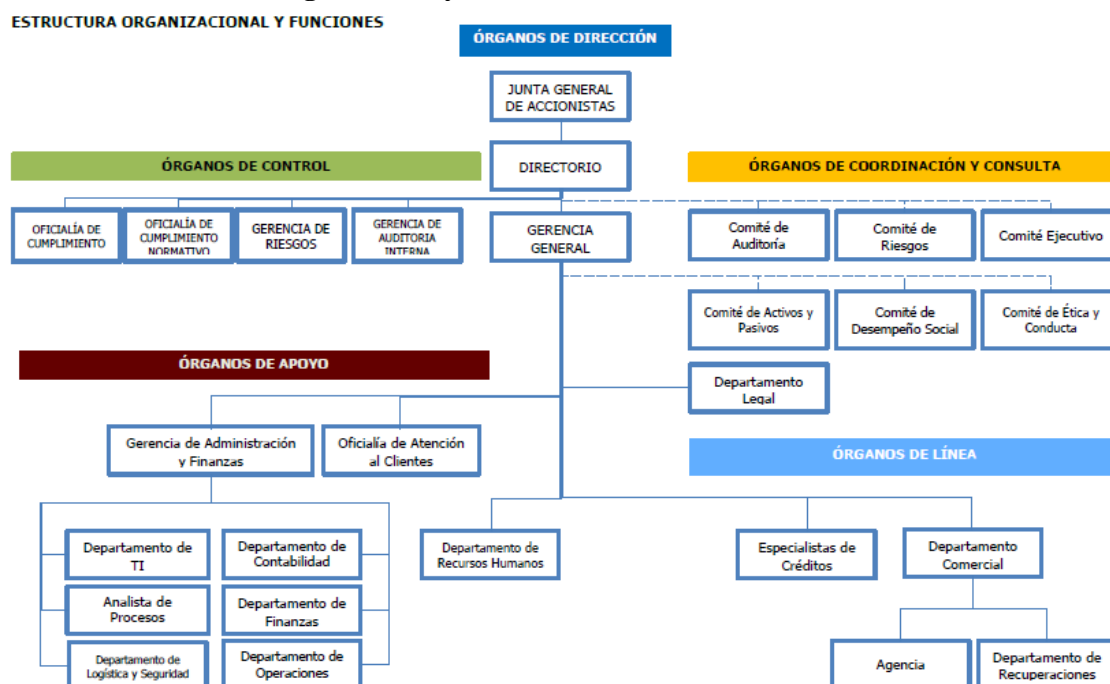 ESTRUCTURA ORGANIZACIONAL Y FUNCIONES
ÓRGANOS DE DIRECCIÓN
JUNTA GENERAL
DE ACCIONISTAS
ÓRGANOS DE CONTROL
DIRECTORIO
ÓRGANOS DE COORDINACIÓN Y CONSULTA
OFICIALÍA DE
CUMPLIMIENTO
OFICIALÍA DE
CUMPLIMIENTO
NORMATIVO
GERENCIA DE
RIESGOS
GERENCIA DE
AUDITORIA
INTERNA
GERENCIA
GENERAL
Comité de
Auditoría
Comité de
Riesgos
Comité Ejecutivo
Comité de Activos y
Pasivos
Comité de
Desempeño Social
Comité de Ética y
Conducta
ÓRGANOS DE APOYO
Departamento
Legal
Gerencia de Administración
y Finanzas
Oficialía de Atención
al Clientes
ÓRGANOS DE LÍNEA
Departamento de
TI
Departamento de
Contabilidad
Departamento de
Recursos Humanos
Especialistas de
Créditos
Departamento
Comercial
Analista de
Procesos
Departamento de
Finanzas
Departamento de
Logística y Seguridad
Departamento de
Operaciones
Agencia
Departamento de
Recuperaciones